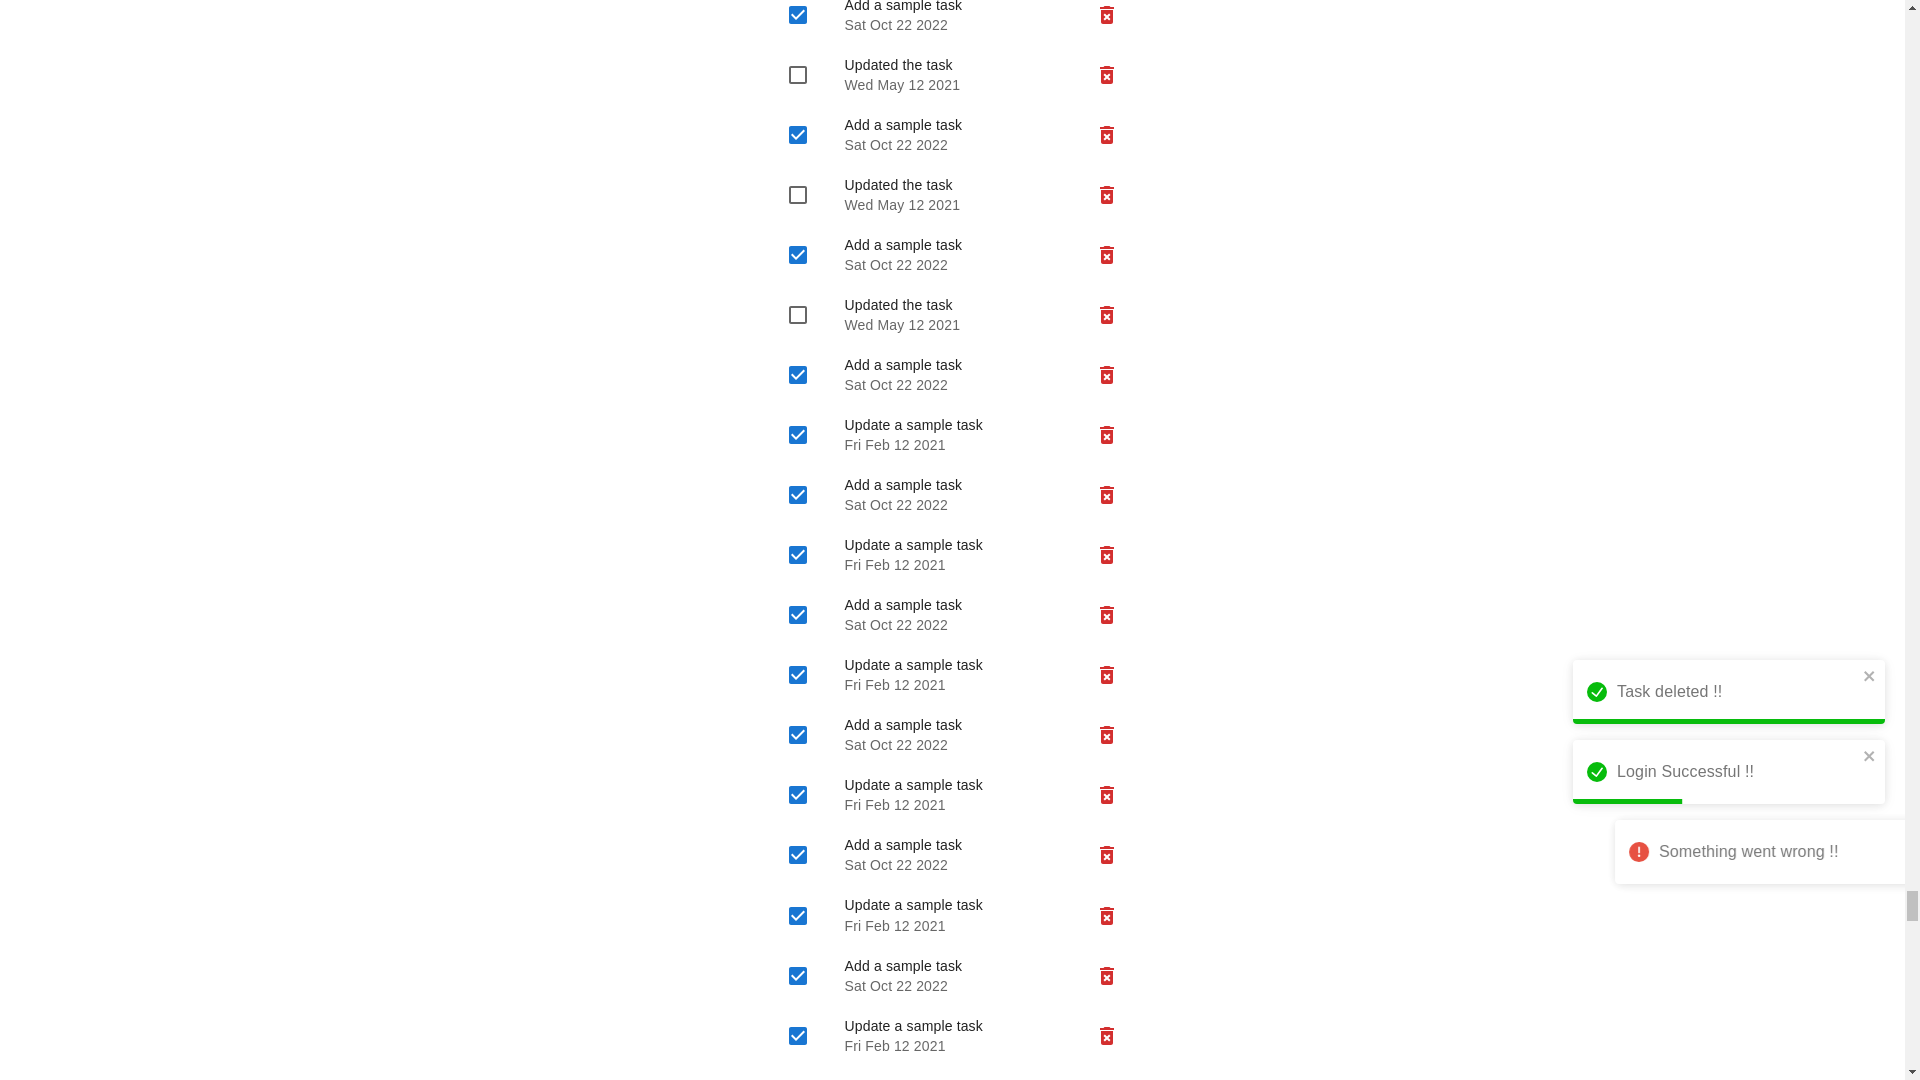 Add a sample task
Sat Oct 22 2022
Updated the task
Wed May 12 2021
Add a sample task
Sat Oct 22 2022
Updated the task
Wed May 12 2021
Add a sample task
Sat Oct 22 2022
Updated the task
Wed May 12 2021
Add a sample task
Sat Oct 22 2022
Update a sample task
Fri Feb 12 2021
Add a sample task
Sat Oct 22 2022
Update a sample task
Fri Feb 12 2021
Add a sample task
Sat Oct 22 2022
Update a sample task
Fri Feb 12 2021
Add a sample task
Sat Oct 22 2022
Update a sample task
Fri Feb 12 2021
Add a sample task
Sat Oct 22 2022
Update a sample task
Fri Feb 12 2021
Add a sample task
Sat Oct 22 2022
Update a sample task
Fri Feb 12 2021
Task deleted !!
Login Successful !!
Something went wrong !!